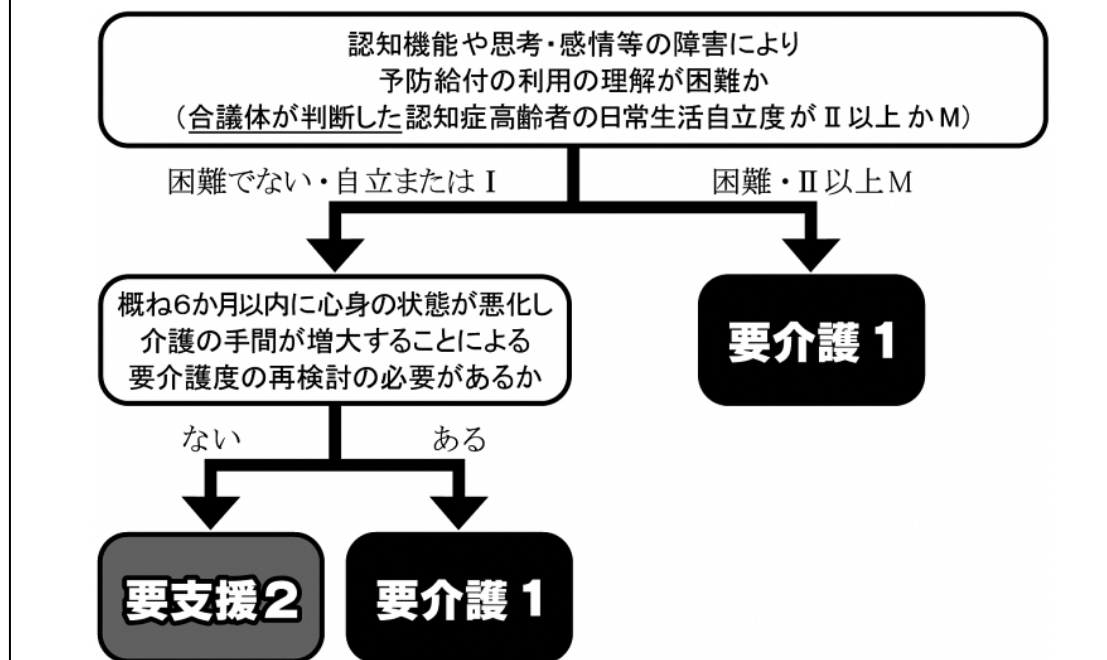 認知機能や思考・感情等の障害により
予防給付の利用の理解が困難か
（合議体が判断した認知症高齢者の日常生活自立度がⅡ以上かM）
困難でない・自立またはⅠ
困難・Ⅱ以上M
概ね6か月以内に心身の状態が悪化し
介護の手間が増大することによる
要介護度の再検討の必要があるか
要介護1
ない
ある
要支援2
要介護1